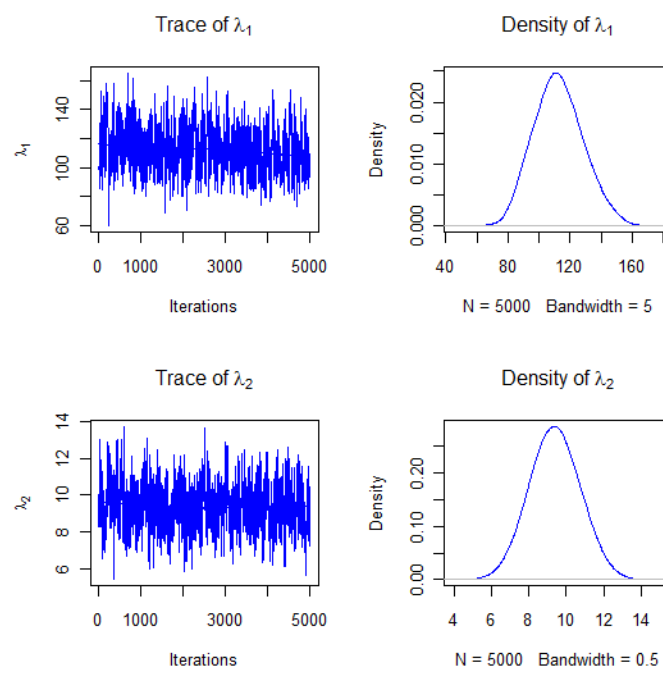 Trace of λ1
Density of λ1
λ1
60 100 140
0 1000 3000 5000
Iterations
Density
0.000 0.010 0.020
40 80 120 160
N = 5000 Bandwidth = 5
Trace of λ2
Density of λ2
λ2
6 8 10 12 14
0 1000 3000 5000
Iterations
Density
0.00 0.10 0.20
4 6 8 10 12 14
N = 5000 Bandwidth = 0.5